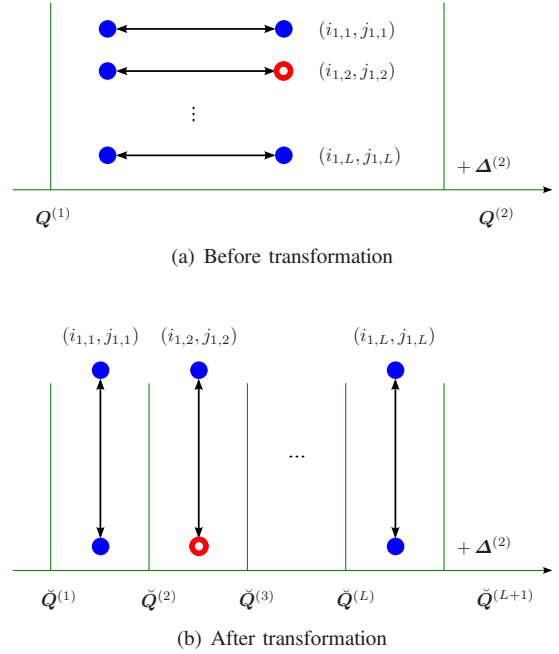 (i₁,₁, j₁,₁)
(i₁,₂, j₁,₂)
⋮
(i₁,L, j₁,L)
+ Δ⁽²⁾
Q⁽¹⁾ Q⁽²⁾
(a) Before transformation
(i₁,₁, j₁,₁) (i₁,₂, j₁,₂) (i₁,L, j₁,L)
...
+ Δ⁽²⁾
Q̆⁽¹⁾ Q̆⁽²⁾ Q̆⁽³⁾ Q̆⁽ᴸ⁾ Q̆⁽ᴸ⁺¹⁾
(b) After transformation